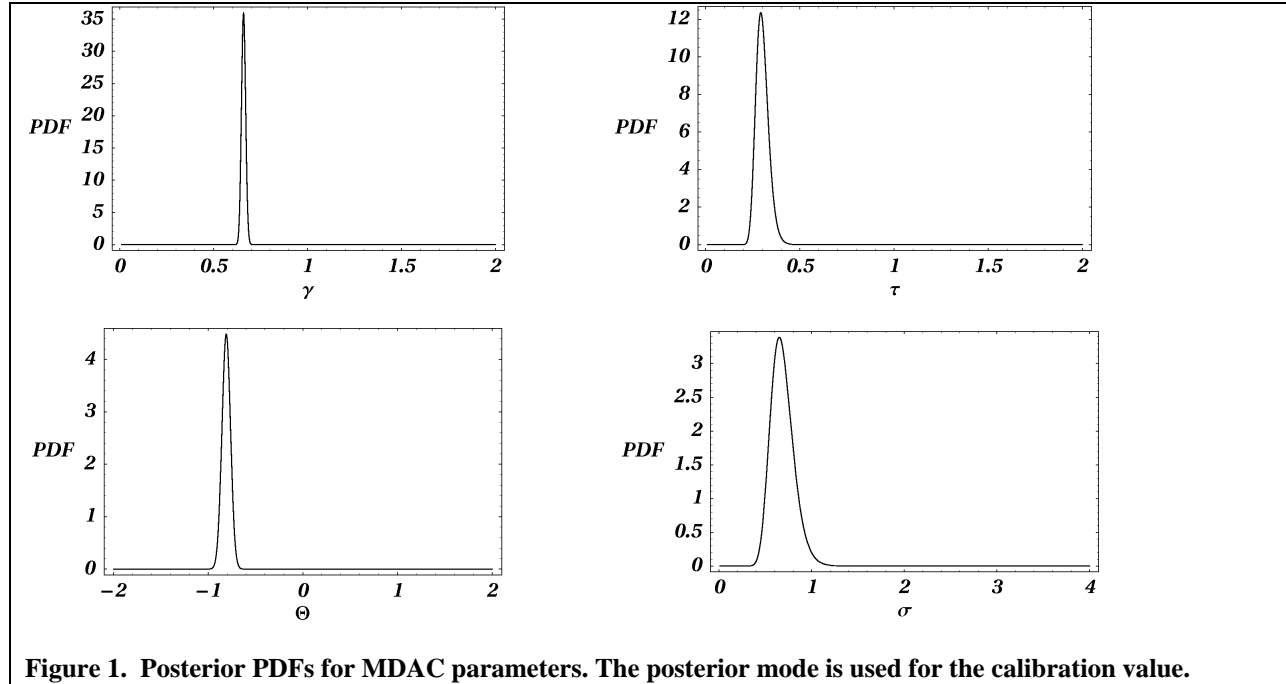 35
30
25
PDF 20
15
10
5
0
0 0.5 1 1.5 2
γ
12
10
8
PDF 6
4
2
0
0 0.5 1 1.5 2
τ
4
3
PDF 2
1
0
−2 −1 0 1 2
Θ
3
2.5
2
PDF 1.5
1
0.5
0
0 1 2 3 4
σ
Figure 1. Posterior PDFs for MDAC parameters. The posterior mode is used for the calibration value.